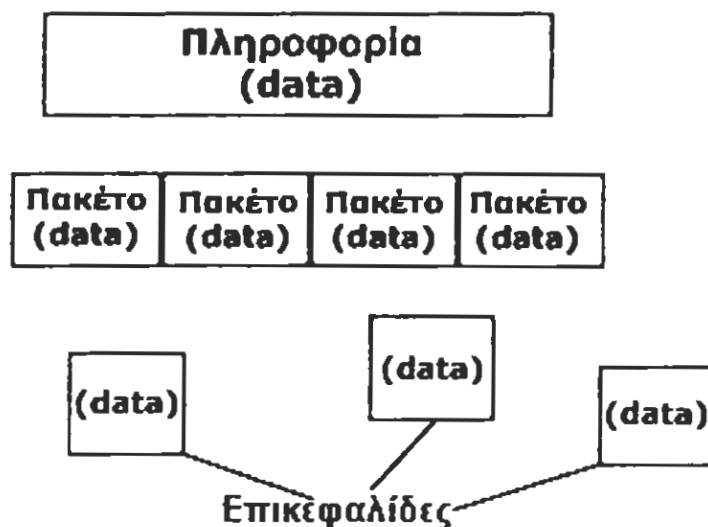 Πληροφορία
(data)
Πακέτο Πακέτο Πακέτο Πακέτο
(data) (data) (data) (data)
(data) (data) (data)
Επικεφαλίδες